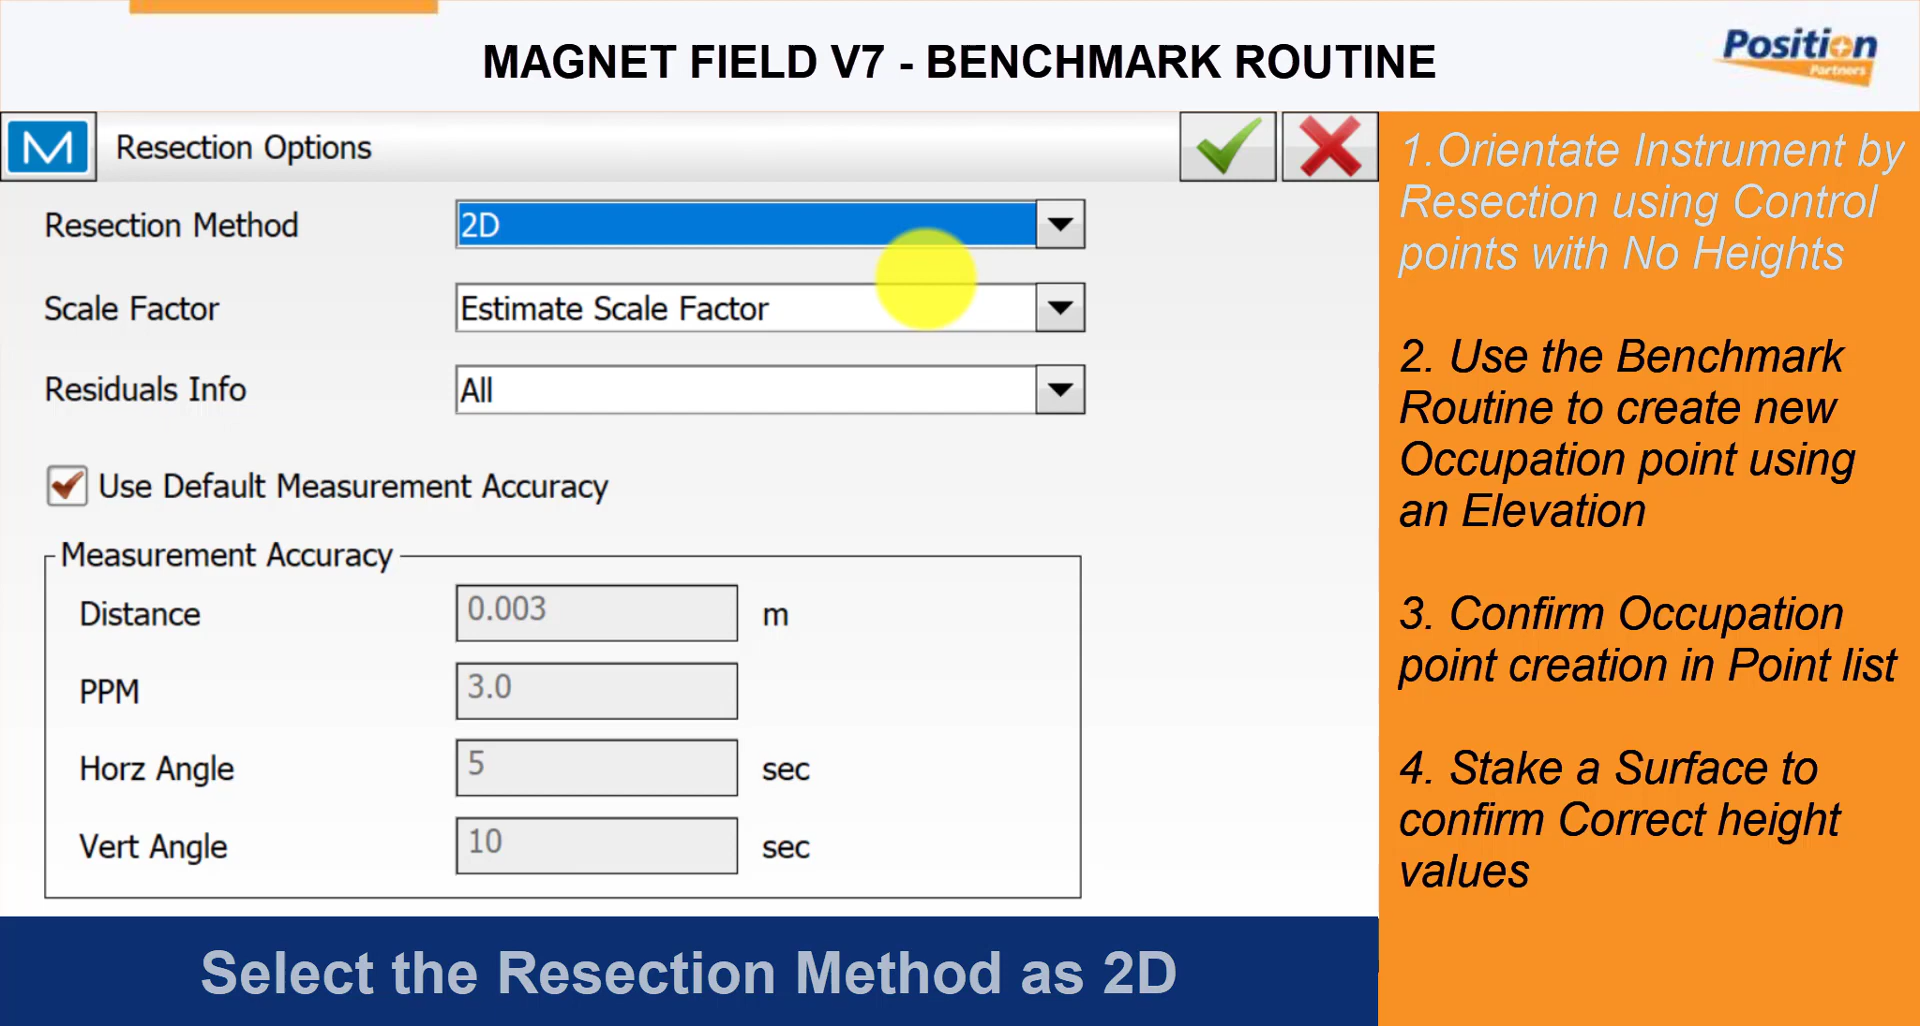 MAGNET FIELD V7 - BENCHMARK ROUTINE
Position
Partners
Resection Options
Resection Method
2D
Scale Factor
Estimate Scale Factor
Residuals Info
All
Use Default Measurement Accuracy
Measurement Accuracy
Distance
0.003
m
PPM
3.0
Horz Angle
5
sec
Vert Angle
10
sec
1.Orientate Instrument by
Resection using Control
points with No Heights
2. Use the Benchmark
Routine to create new
Occupation point using
an Elevation
3. Confirm Occupation
point creation in Point list
4. Stake a Surface to
confirm Correct height
values
Select the Resection Method as 2D